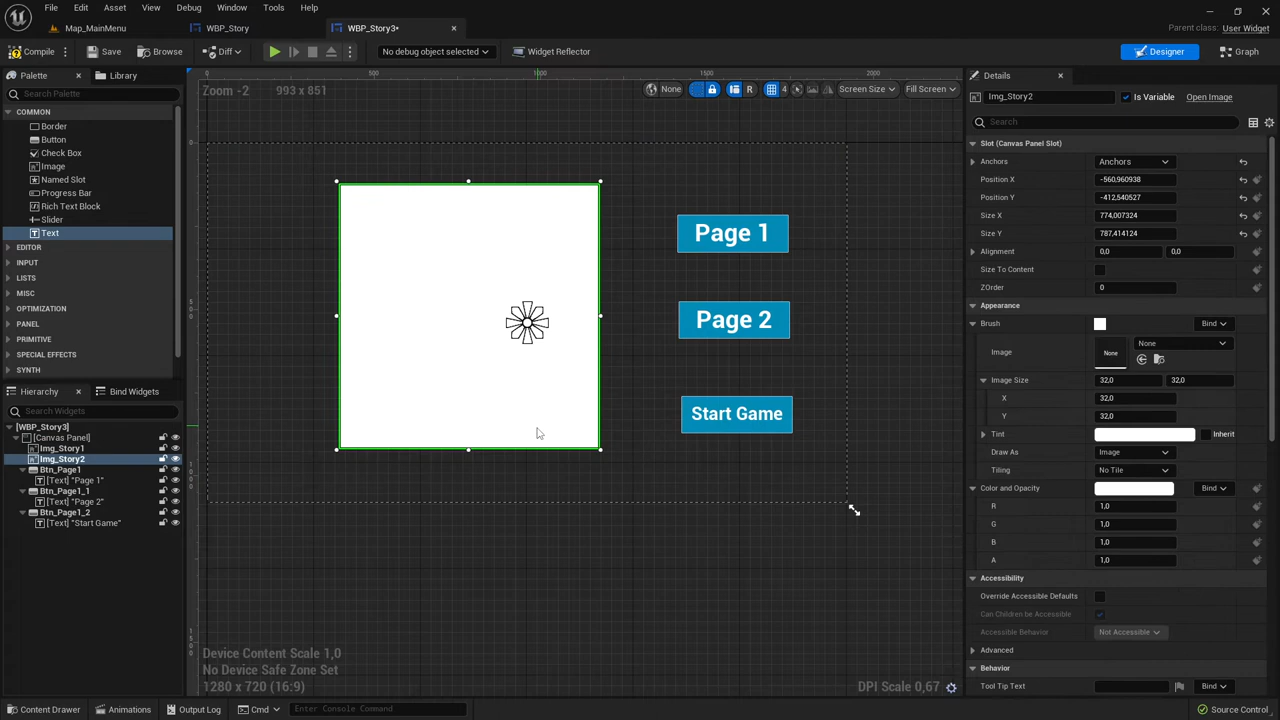 File Edit Asset View Debug Window Tools Help
Map_MainMenu WBP_Story WBP_Story3• Parent class: User Widget
Compile Save Browse Diff No debug object selected Widget Reflector Designer Graph
Palette Library
Search Palette
COMMON
Border
Button
Check Box
Image
Named Slot
Progress Bar
Rich Text Block
Slider
Text
EDITOR
INPUT
LISTS
MISC
OPTIMIZATION
PANEL
PRIMITIVE
SPECIAL EFFECTS
SYNTH
Hierarchy Bind Widgets
Search Widgets
[WBP_Story3]
[Canvas Panel]
Img_Story1
Img_Story2
Btn_Page1
[Text] "Page 1"
Btn_Page1_1
[Text] "Page 2"
Btn_Page1_2
[Text] "Start Game"
0 500 1000 1500 2000
Zoom -2 993 x 851
None R 4 Screen Size Fill Screen
0
500
1000
1500
Page 1
Page 2
Start Game
Device Content Scale 1,0
No Device Safe Zone Set
1280 x 720 (16:9)
DPI Scale 0,67
Details
Img_Story2 Is Variable Open Image
Search
Slot (Canvas Panel Slot)
Anchors Anchors
Position X -560,960938
Position Y -412,540527
Size X 774,007324
Size Y 787,414124
Alignment 0,0 0,0
Size To Content
ZOrder 0
Appearance
Brush Bind
Image None None
Image Size 32,0 32,0
X 32,0
Y 32,0
Tint Inherit
Draw As Image
Tiling No Tile
Color and Opacity Bind
R 1,0
G 1,0
B 1,0
A 1,0
Accessibility
Override Accessible Defaults
Can Children be Accessible
Accessible Behavior Not Accessible
Advanced
Behavior
Tool Tip Text Bind
Content Drawer Animations Output Log Cmd Enter Console Command Source Control